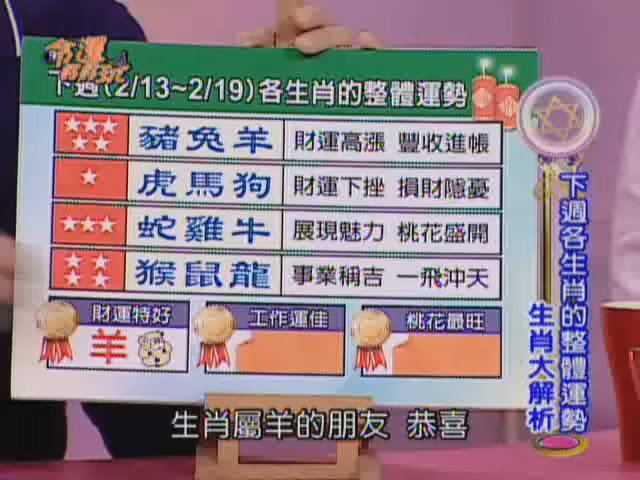 命運好好玩
下週(2/13~2/19)各生肖的整體運勢
豬兔羊 財運高漲 豐收進帳
虎馬狗 財運下挫 損財隱憂
蛇雞牛 展現魅力 桃花盛開
猴鼠龍 事業稱吉 一飛沖天
財運特好 工作運佳 桃花最旺
羊
下週各生肖的整體運勢
生肖大解析
生肖屬羊的朋友 恭喜